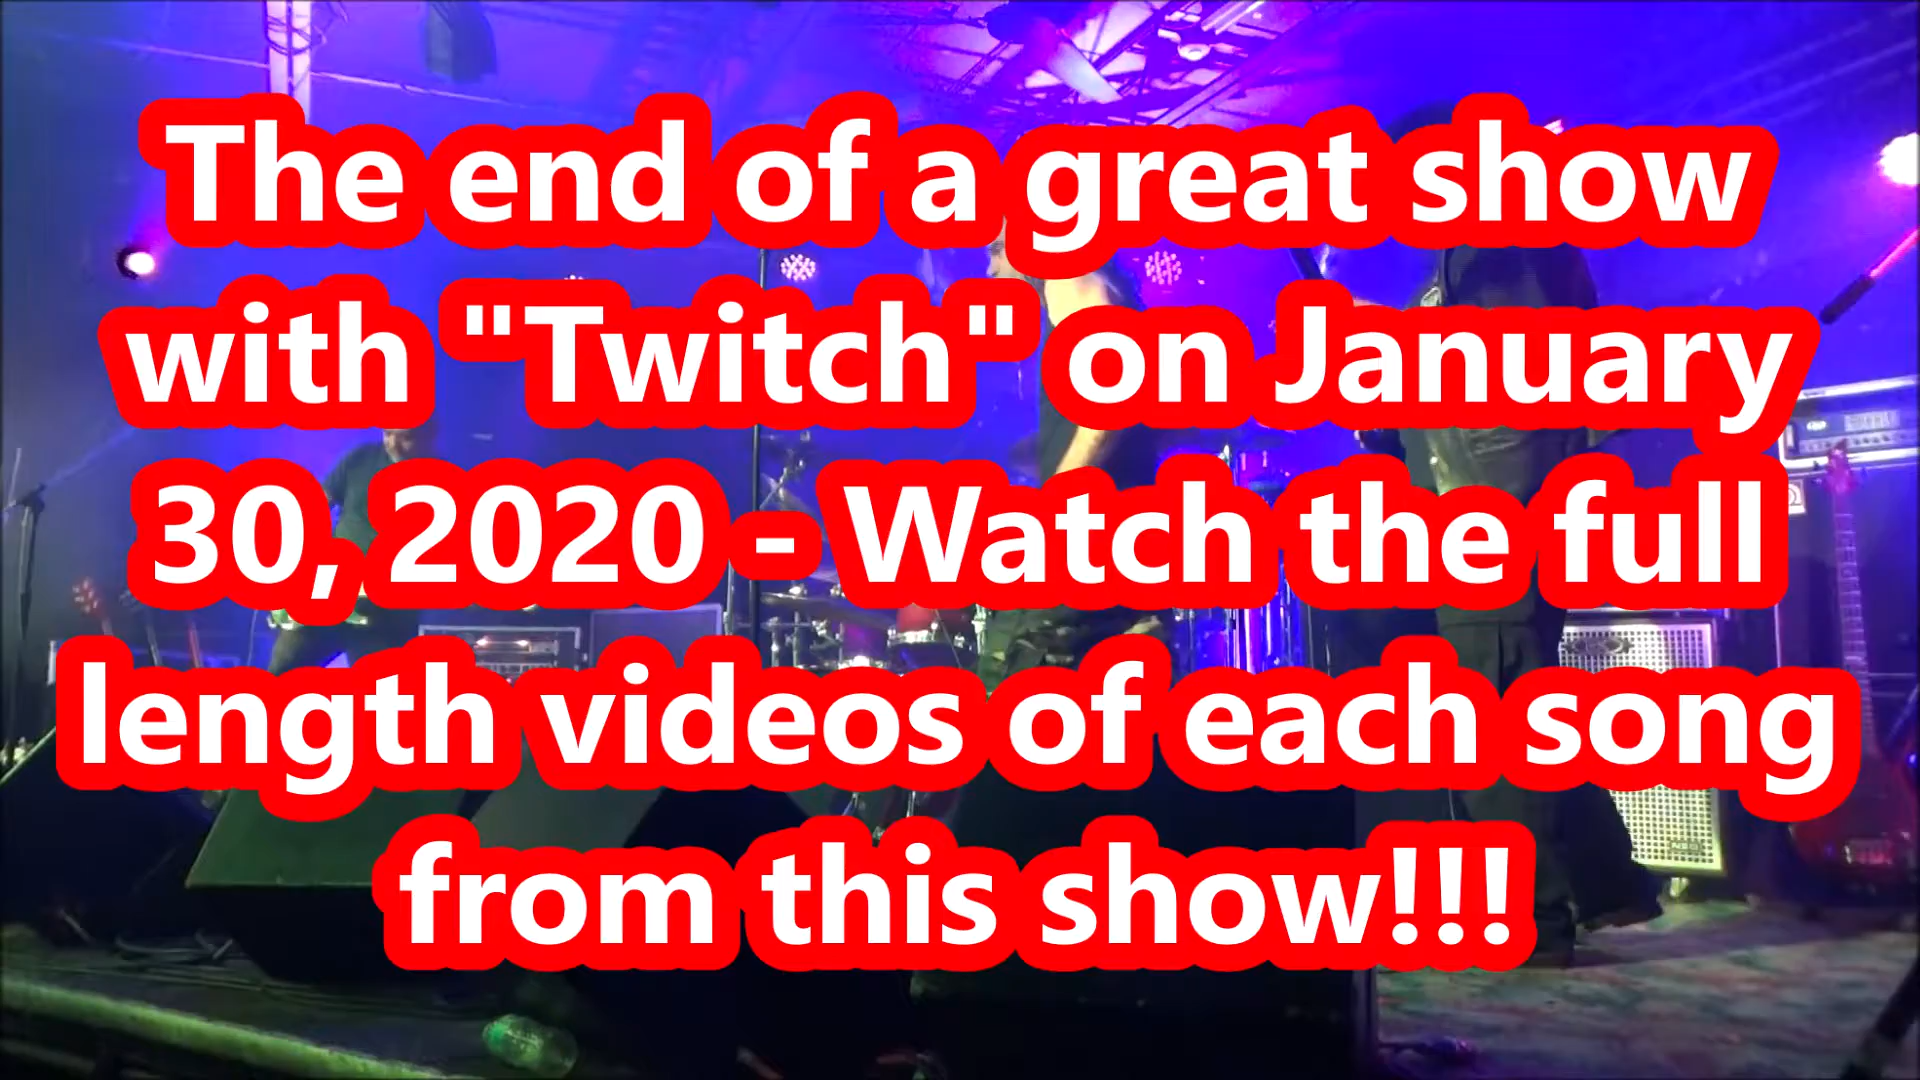 The end of a great show
with "Twitch" on January
30, 2020 - Watch the full
length videos of each song
from this show!!!